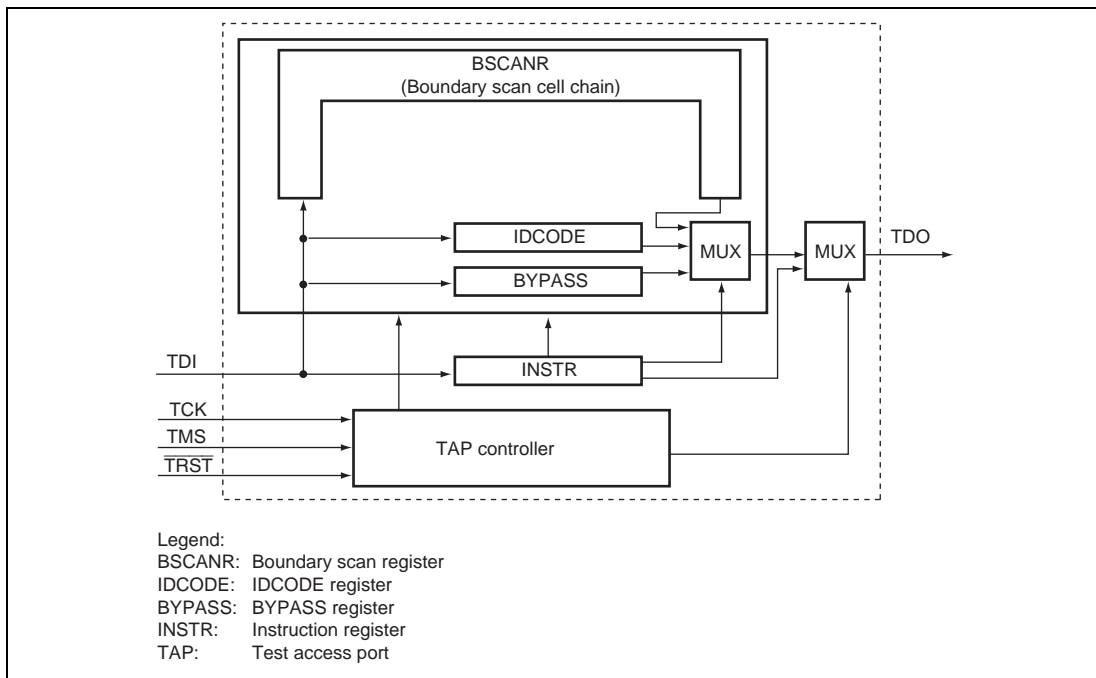 BSCANR
(Boundary scan cell chain)
IDCODE
BYPASS
MUX
MUX
TDO
TDI
INSTR
TCK
TMS
TRST
TAP controller
Legend:
BSCANR: Boundary scan register
IDCODE: IDCODE register
BYPASS: BYPASS register
INSTR: Instruction register
TAP: Test access port